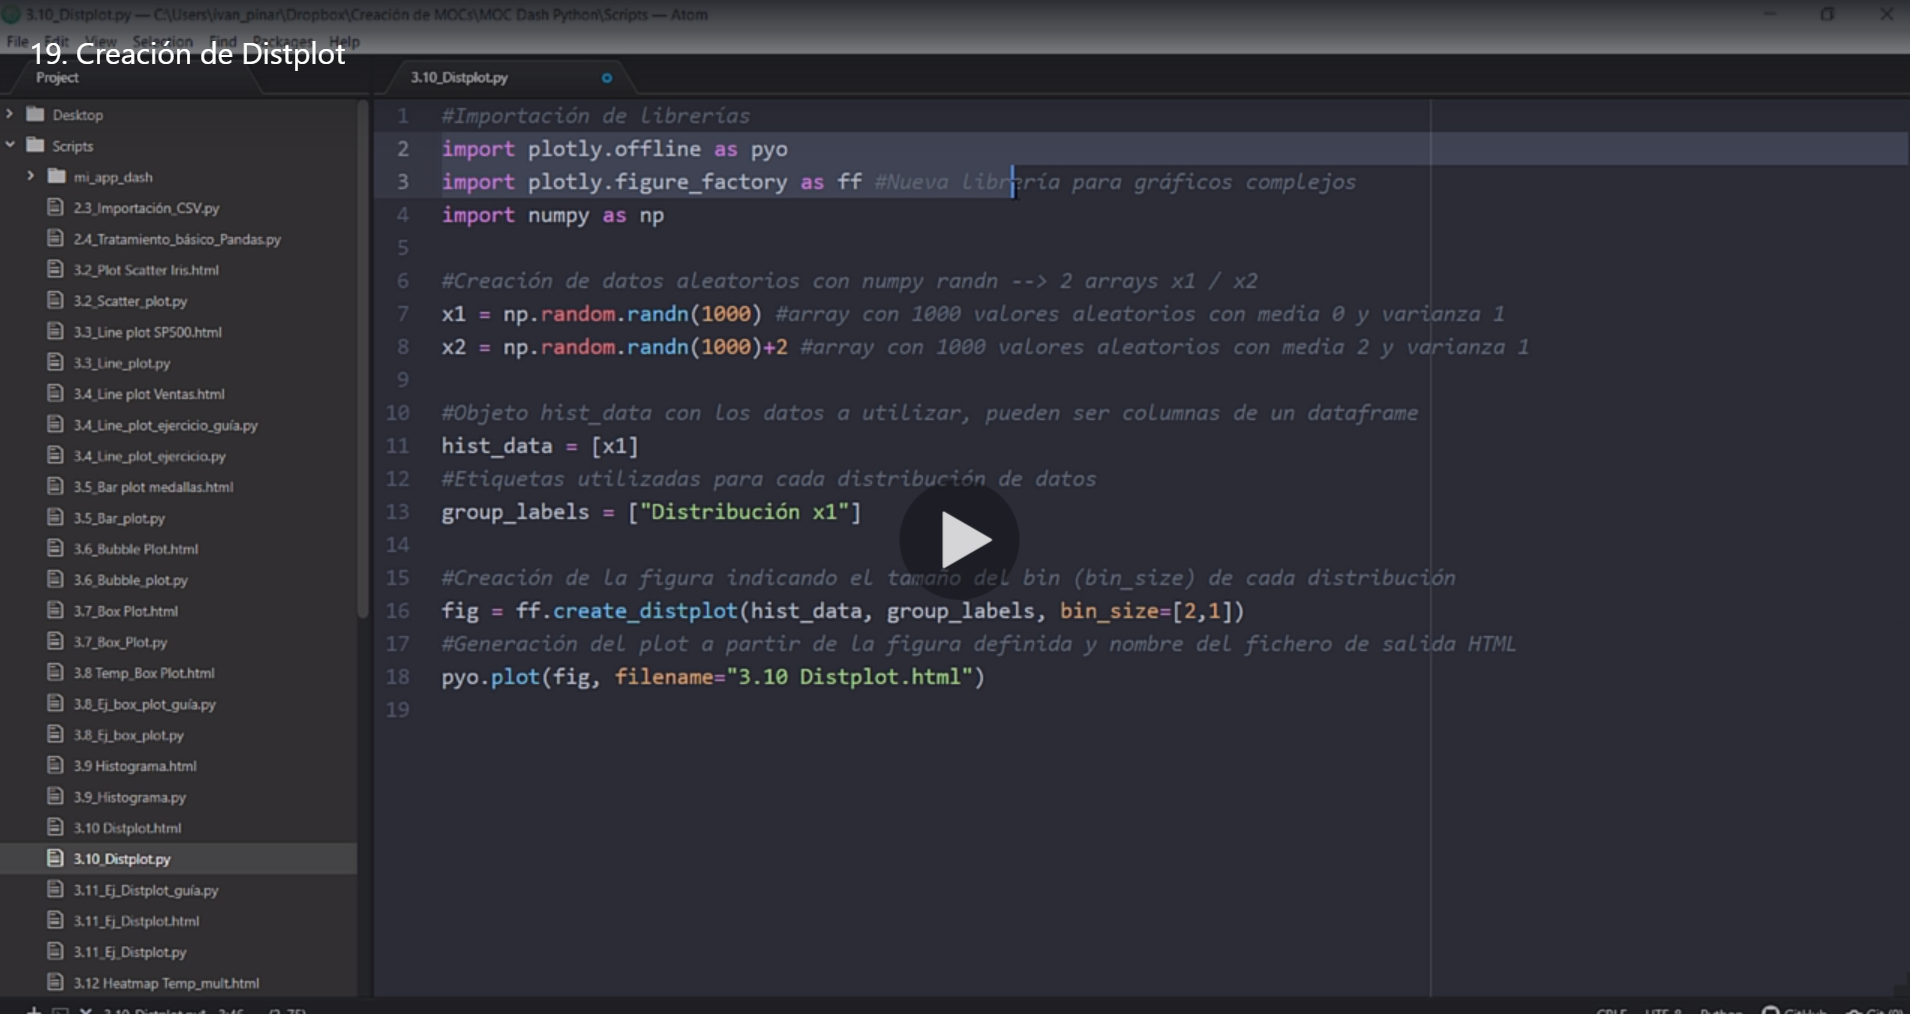 3.10_Distplot.py — C:\Users\ivan_pinar\Dropbox\Creación de MOCs\MOC Dash Python\Scripts — Atom
File Edit View Selection Find Packages Help
19. Creación de Distplot
Project
3.10_Distplot.py
Desktop
Scripts
mi_app_dash
2.3_Importación_CSV.py
2.4_Tratamiento_básico_Pandas.py
3.2_Plot Scatter Iris.html
3.2_Scatter_plot.py
3.3_Line plot SP500.html
3.3_Line_plot.py
3.4_Line plot Ventas.html
3.4_Line_plot_ejercicio_guía.py
3.4_Line_plot_ejercicio.py
3.5_Bar plot medallas.html
3.5_Bar_plot.py
3.6_Bubble Plot.html
3.6_Bubble_plot.py
3.7_Box Plot.html
3.7_Box_Plot.py
3.8 Temp_Box Plot.html
3.8_Ej_box_plot_guía.py
3.8_Ej_box_plot.py
3.9 Histograma.html
3.9_Histograma.py
3.10 Distplot.html
3.10_Distplot.py
3.11_Ej_Distplot_guía.py
3.11_Ej_Distplot.html
3.11_Ej_Distplot.py
3.12 Heatmap Temp_mult.html
1 #Importación de librerías
2 import plotly.offline as pyo
3 import plotly.figure_factory as ff #Nueva librería para gráficos complejos
4 import numpy as np
5
6 #Creación de datos aleatorios con numpy randn --> 2 arrays x1 / x2
7 x1 = np.random.randn(1000) #array con 1000 valores aleatorios con media 0 y varianza 1
8 x2 = np.random.randn(1000)+2 #array con 1000 valores aleatorios con media 2 y varianza 1
9
10 #Objeto hist_data con los datos a utilizar, pueden ser columnas de un dataframe
11 hist_data = [x1]
12 #Etiquetas utilizadas para cada distribución de datos
13 group_labels = ["Distribución x1"]
14
15 #Creación de la figura indicando el tamaño del bin (bin_size) de cada distribución
16 fig = ff.create_distplot(hist_data, group_labels, bin_size=[2,1])
17 #Generación del plot a partir de la figura definida y nombre del fichero de salida HTML
18 pyo.plot(fig, filename="3.10 Distplot.html")
19
CRLF UTF-8 Python GitHub Git (0)